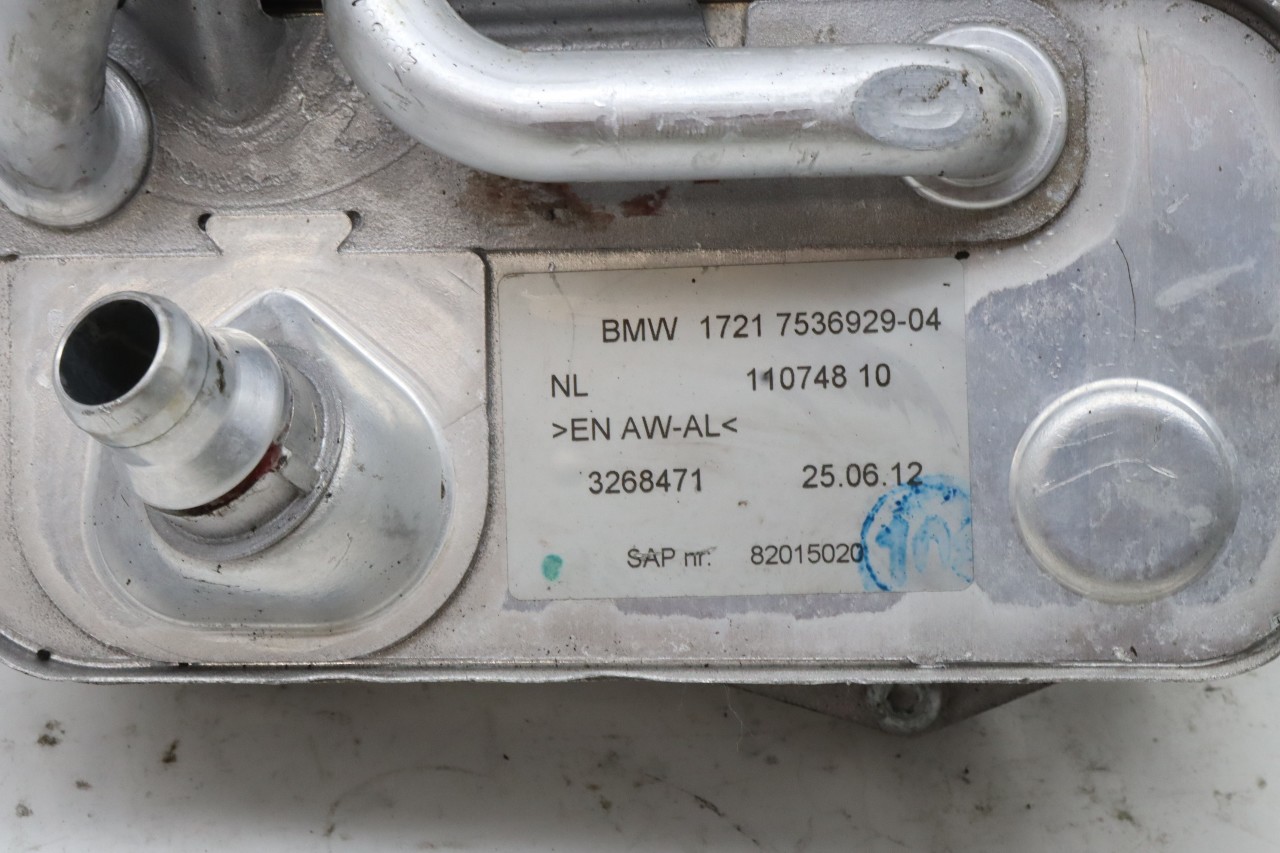 BMW 1721 7536929-04
NL 110748 10
>EN AW-AL<
3268471 25.06.12
SAP nr: 82015020